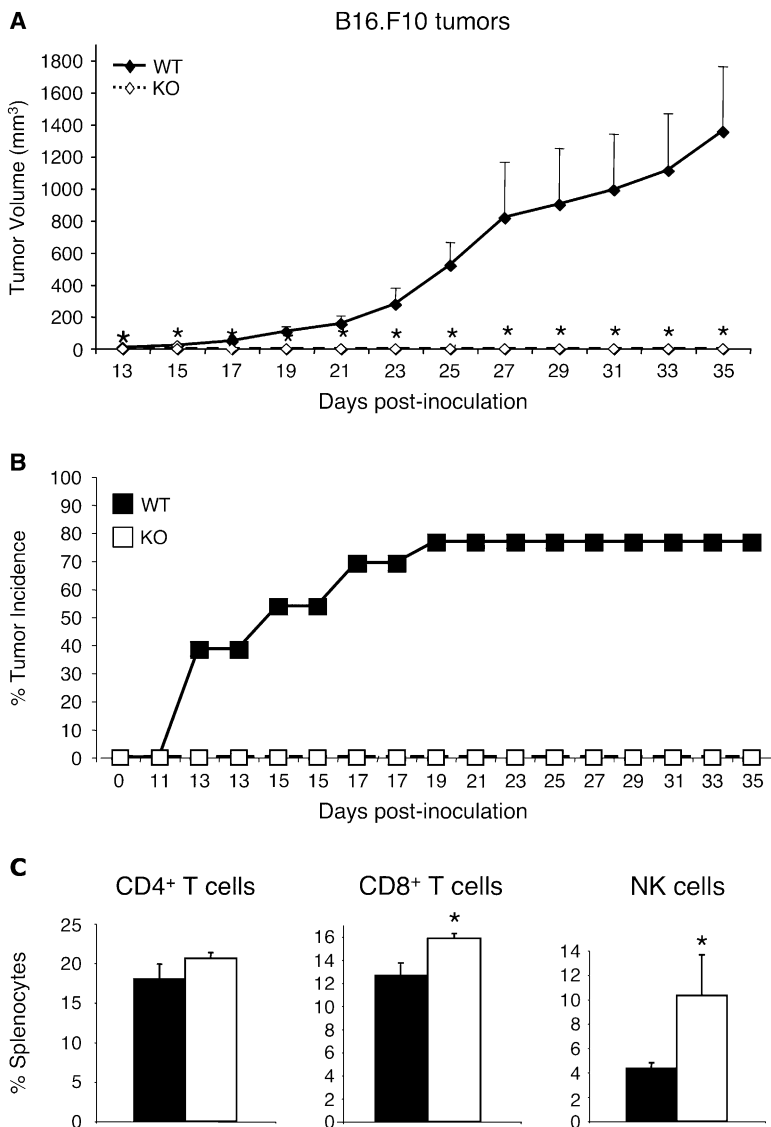 A
B16.F10 tumors
Tumor Volume (mm³)
1800
1600
1400
1200
1000
800
600
400
200
0
WT
KO
* * * * * * * * * * * *
13 15 17 19 21 23 25 27 29 31 33 35
Days post-inoculation
B
% Tumor Incidence
100
90
80
70
60
50
40
30
20
10
0
WT
KO
0 11 13 13 15 15 17 17 19 21 23 25 27 29 31 33 35
Days post-inoculation
C
% Splenocytes
CD4⁺ T cells
25
20
15
10
5
0
CD8⁺ T cells
*
16
14
12
10
8
6
4
2
0
NK cells
*
14
12
10
8
6
4
2
0